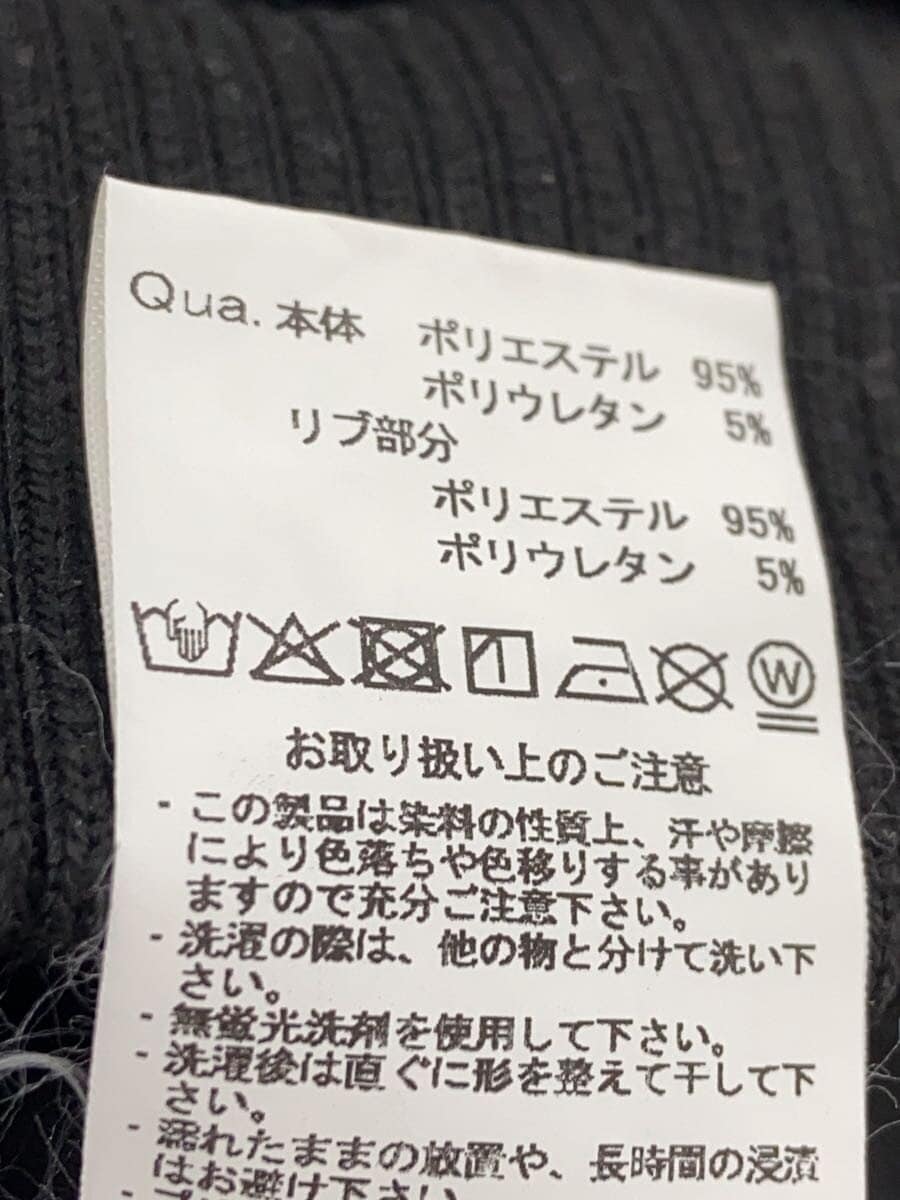 Qua. 本体 ポリエステル 95%
ポリウレタン 5%
リブ部分
ポリエステル 95%
ポリウレタン 5%
W
お取り扱い上のご注意
- この製品は染料の性質上、汗や摩擦
により色落ちや色移りする事があり
ますので充分ご注意下さい。
- 洗濯の際は、他の物と分けて洗い下
さい。
- 無蛍光洗剤を使用して下さい。
- 洗濯後は直ぐに形を整えて干して下
さい。
- 濡れたままの放置や、長時間の浸漬
はお避け下さい。